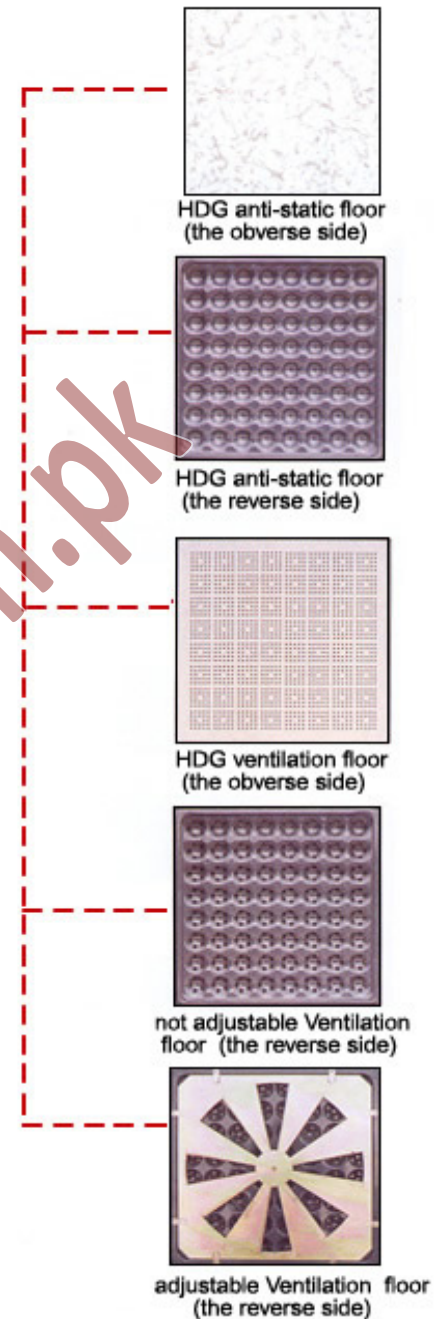 HDG anti-static floor
(the obverse side)
HDG anti-static floor
(the reverse side)
HDG ventilation floor
(the obverse side)
not adjustable Ventilation
floor (the reverse side)
adjustable Ventilation floor
(the reverse side)